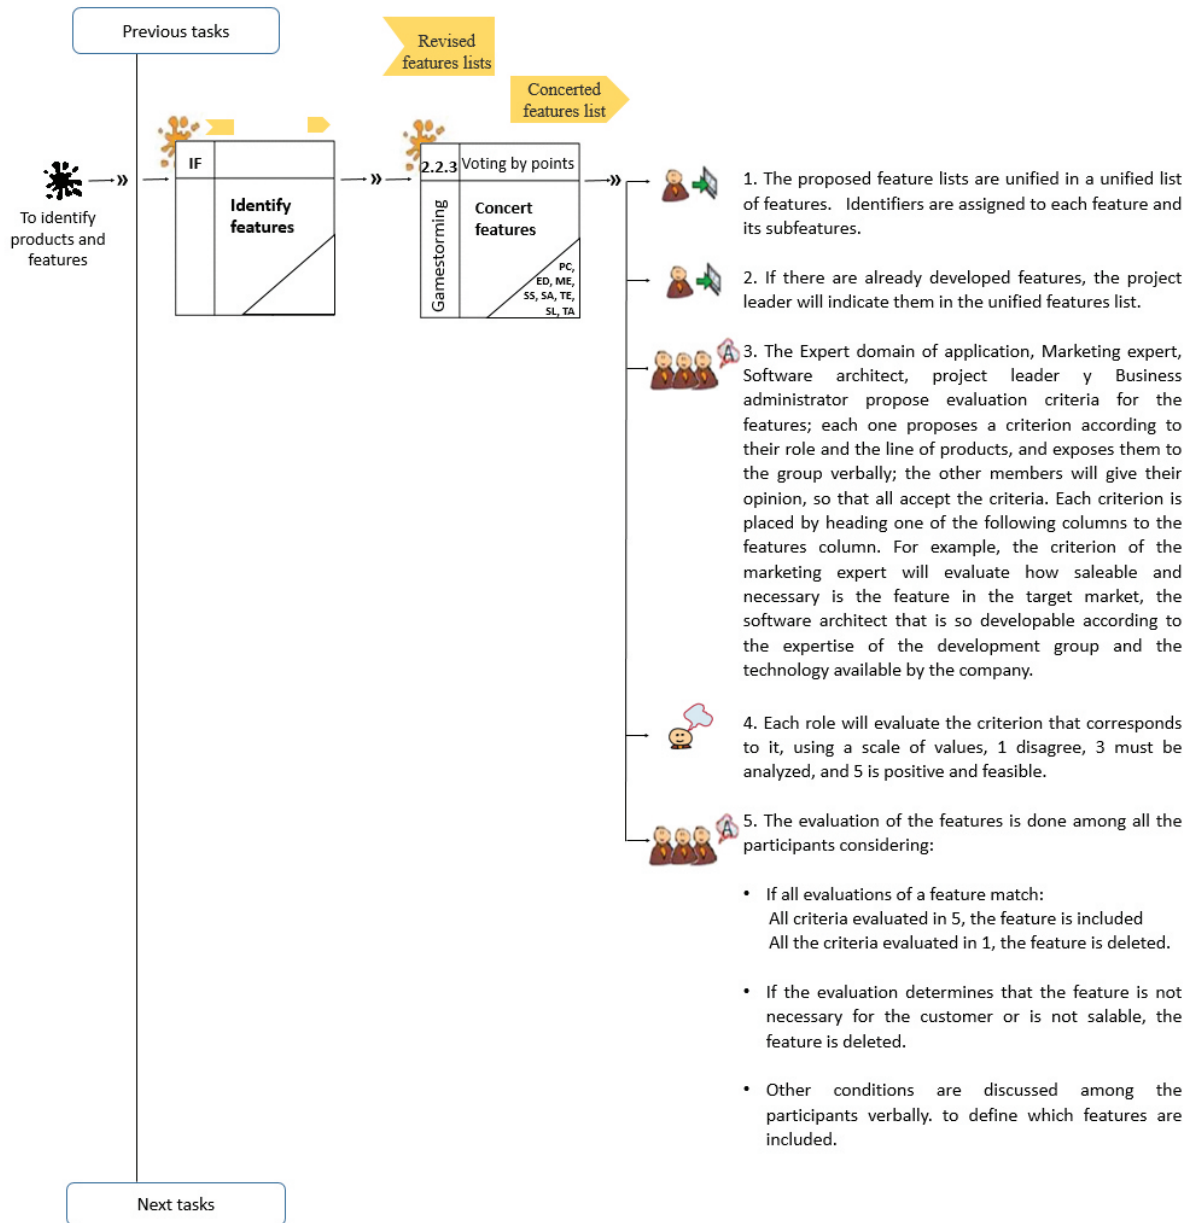 Previous tasks
Revised
features lists
Concerted
features list
To identify
products and
features
IF
Identify
features
2.2.3 Voting by points
Gamestorming
Concert
features
PC,
ED, ME,
SS, SA, TE,
SL, TA
1. The proposed feature lists are unified in a unified list
of features. Identifiers are assigned to each feature and
its subfeatures.
2. If there are already developed features, the project
leader will indicate them in the unified features list.
A
3. The Expert domain of application, Marketing expert,
Software architect, project leader y Business
administrator propose evaluation criteria for the
features; each one proposes a criterion according to
their role and the line of products, and exposes them to
the group verbally; the other members will give their
opinion, so that all accept the criteria. Each criterion is
placed by heading one of the following columns to the
features column. For example, the criterion of the
marketing expert will evaluate how saleable and
necessary is the feature in the target market, the
software architect that is so developable according to
the expertise of the development group and the
technology available by the company.
4. Each role will evaluate the criterion that corresponds
to it, using a scale of values, 1 disagree, 3 must be
analyzed, and 5 is positive and feasible.
A
5. The evaluation of the features is done among all the
participants considering:
• If all evaluations of a feature match:
All criteria evaluated in 5, the feature is included
All the criteria evaluated in 1, the feature is deleted.
• If the evaluation determines that the feature is not
necessary for the customer or is not salable, the
feature is deleted.
• Other conditions are discussed among the
participants verbally. to define which features are
included.
Next tasks